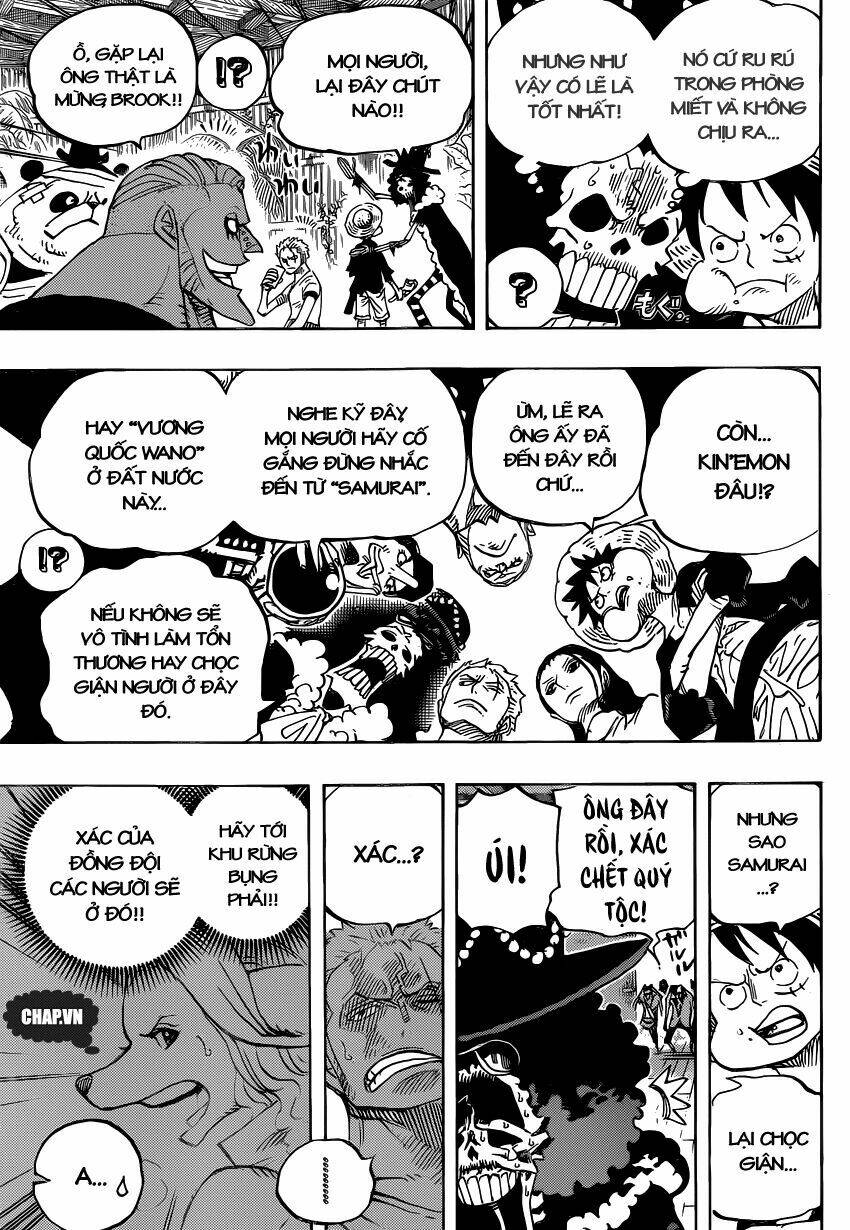 NÓ CỨ RU RÚ
TRONG PHÒNG
MIẾT VÀ KHÔNG
CHỊU RA...
NHƯNG NHƯ
VẬY CÓ LẼ LÀ
TỐT NHẤT!
?
もぐ
MỌI NGƯỜI,
LẠI ĐÂY CHÚT
NÀO!!
!?
Ồ, GẶP LẠI
ÔNG THẬT LÀ
MỪNG, BROOK!!
CÒN...
KIN'EMON
ĐÂU!?
ỪM, LẼ RA
ÔNG ẤY ĐÃ
ĐẾN ĐÂY RỒI
CHỨ...
NGHE KỸ ĐÂY,
MỌI NGƯỜI HÃY CỐ
GẮNG ĐỪNG NHẮC
ĐẾN TỪ "SAMURAI".
HAY "VƯƠNG
QUỐC WANO"
Ở ĐẤT NƯỚC
NÀY...
!?
NẾU KHÔNG SẼ
VÔ TÌNH LÀM TỔN
THƯƠNG HAY CHỌC
GIẬN NGƯỜI Ở ĐÂY
ĐÓ.
NHƯNG
SAO
SAMURAI
...?
LẠI CHỌC
GIẬN...
ÔNG ĐÂY
RỒI, XÁC
CHẾT QUÝ
TỘC!
ÚI!
XÁC...?
.........
HÃY TỚI
KHU RỪNG
BỤNG
PHẢI!!
XÁC CỦA
ĐỒNG ĐỘI
CÁC NGƯỜI SẼ
Ở ĐÓ!!
CHAP.VN
A...